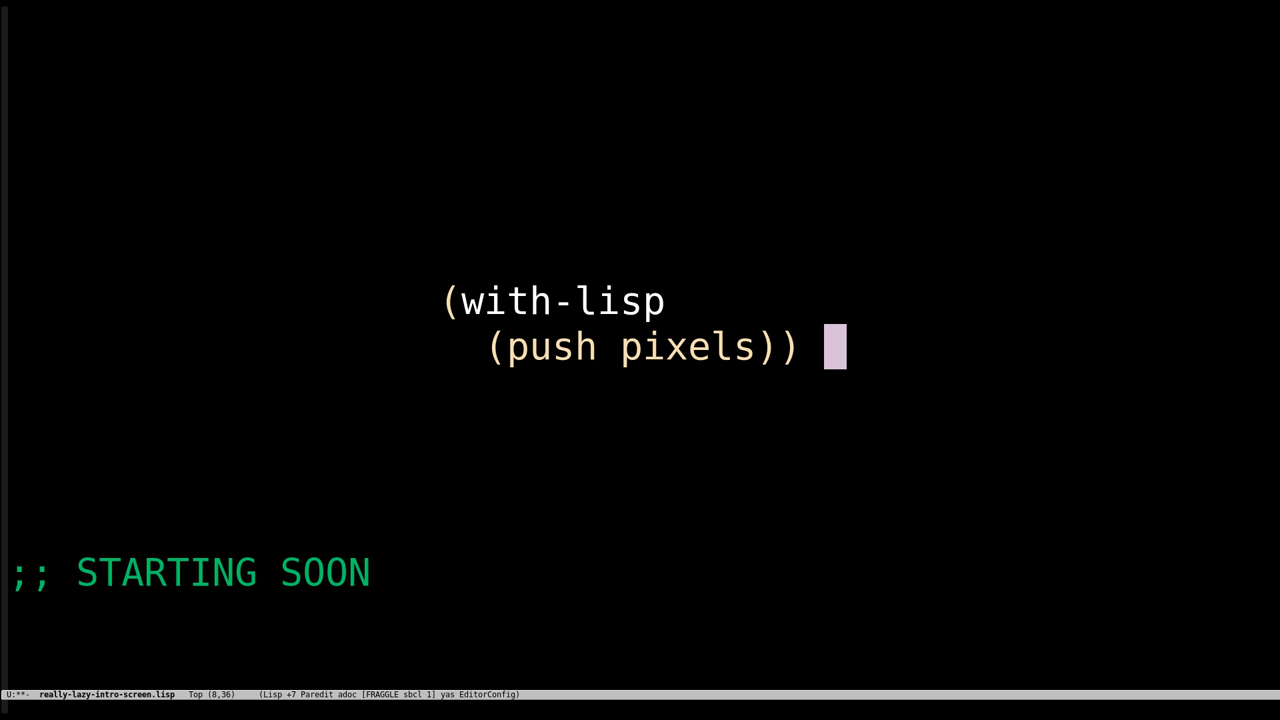 (with-lisp
(push pixels))
;; STARTING SOON
U:**- really-lazy-intro-screen.lisp Top (8,36) (Lisp +7 Paredit adoc [FRAGGLE sbcl 1] yas EditorConfig)